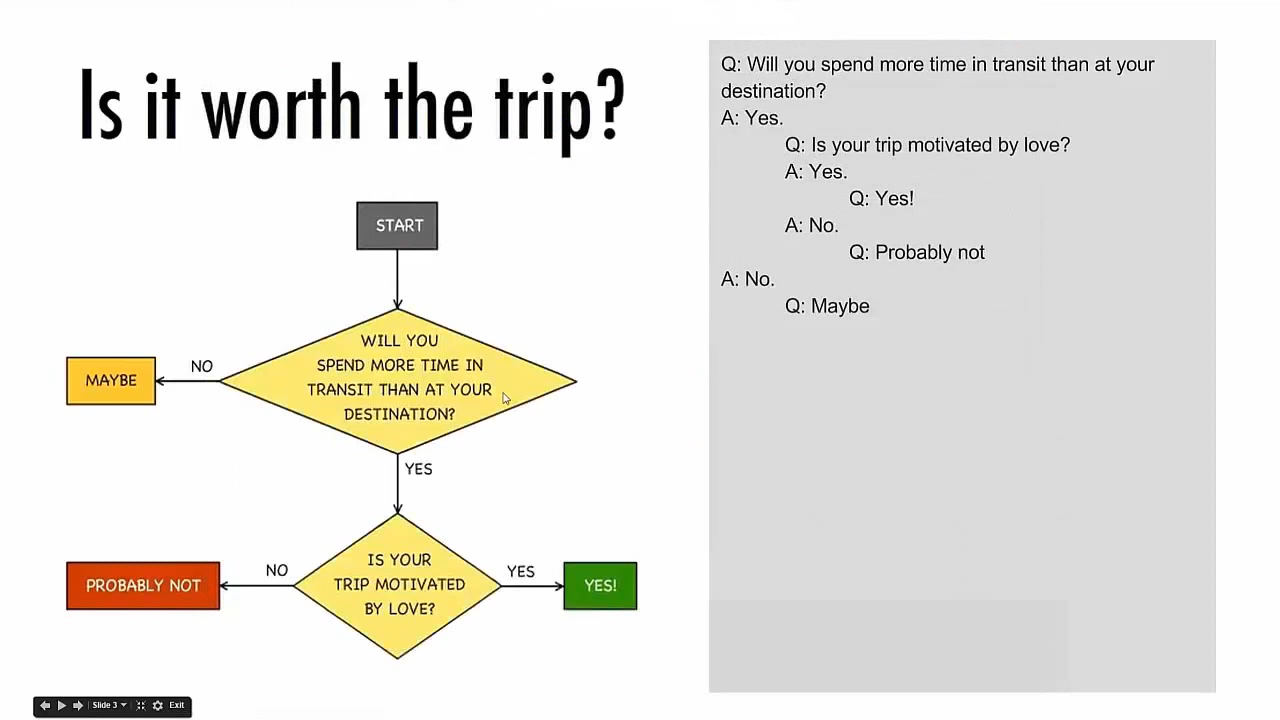 Is it worth the trip?
START
WILL YOU
SPEND MORE TIME IN
TRANSIT THAN AT YOUR
DESTINATION?
NO
MAYBE
YES
IS YOUR
TRIP MOTIVATED
BY LOVE?
NO
PROBABLY NOT
YES
YES!
Q: Will you spend more time in transit than at your
destination?
A: Yes.
Q: Is your trip motivated by love?
A: Yes.
Q: Yes!
A: No.
Q: Probably not
A: No.
Q: Maybe
Slide 3
Exit